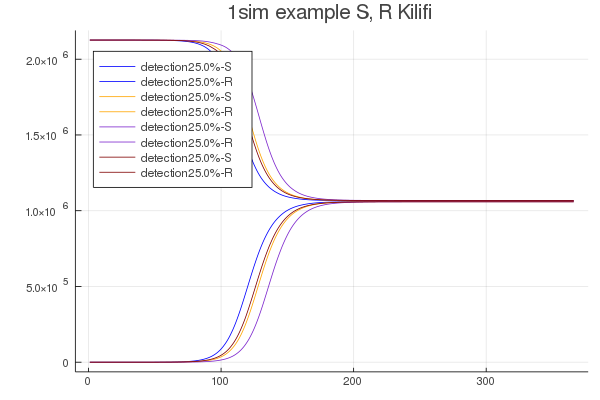 1sim example S, R Kilifi
2.0×10 6
1.5×10 6
1.0×10 6
5.0×10 5
0
detection25.0%-S
detection25.0%-R
detection25.0%-S
detection25.0%-R
detection25.0%-S
detection25.0%-R
detection25.0%-S
detection25.0%-R
0 100 200 300